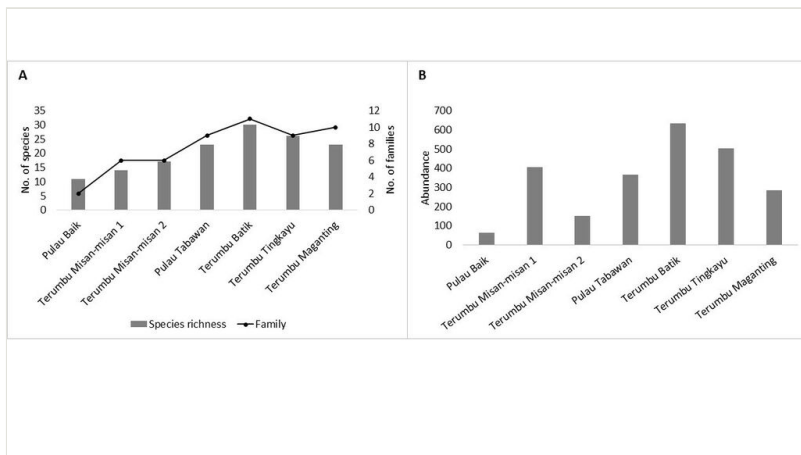 A
No. of species
35
30
25
20
15
10
5
0
12
10
8
6
4
2
0
No. of families
Pulau Baik
Terumbu Misan-misan 1
Terumbu Misan-misan 2
Pulau Tabawan
Terumbu Batik
Terumbu Tingkayu
Terumbu Maganting
Species richness
Family
B
Abundance
700
600
500
400
300
200
100
0
Pulau Baik
Terumbu Misan-misan 1
Terumbu Misan-misan 2
Pulau Tabawan
Terumbu Batik
Terumbu Tingkayu
Terumbu Maganting